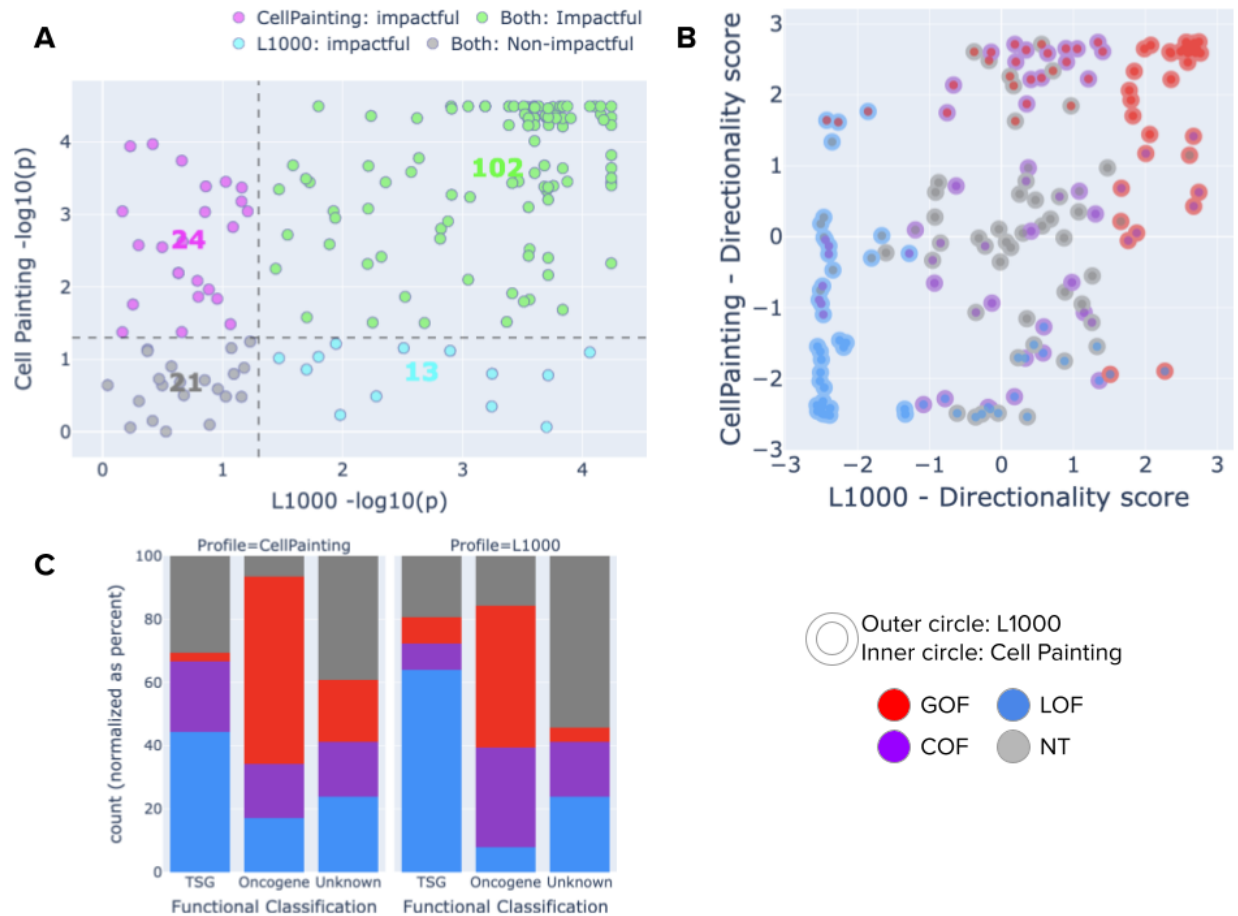 A
CellPainting: impactful
Both: Impactful
L1000: impactful
Both: Non-impactful
Cell Painting -log10(p)
4
3
2
1
0
102
24
13
21
0
1
2
3
4
L1000 -log10(p)
B
CellPainting - Directionality score
3
2
1
0
−1
−2
−3
−3
−2
−1
0
1
2
3
L1000 - Directionality score
C
Profile=CellPainting
Profile=L1000
count (normalized as percent)
100
80
60
40
20
0
TSG
Oncogene
Unknown
TSG
Oncogene
Unknown
Functional Classification
Functional Classification
Outer circle: L1000
Inner circle: Cell Painting
GOF
LOF
COF
NT